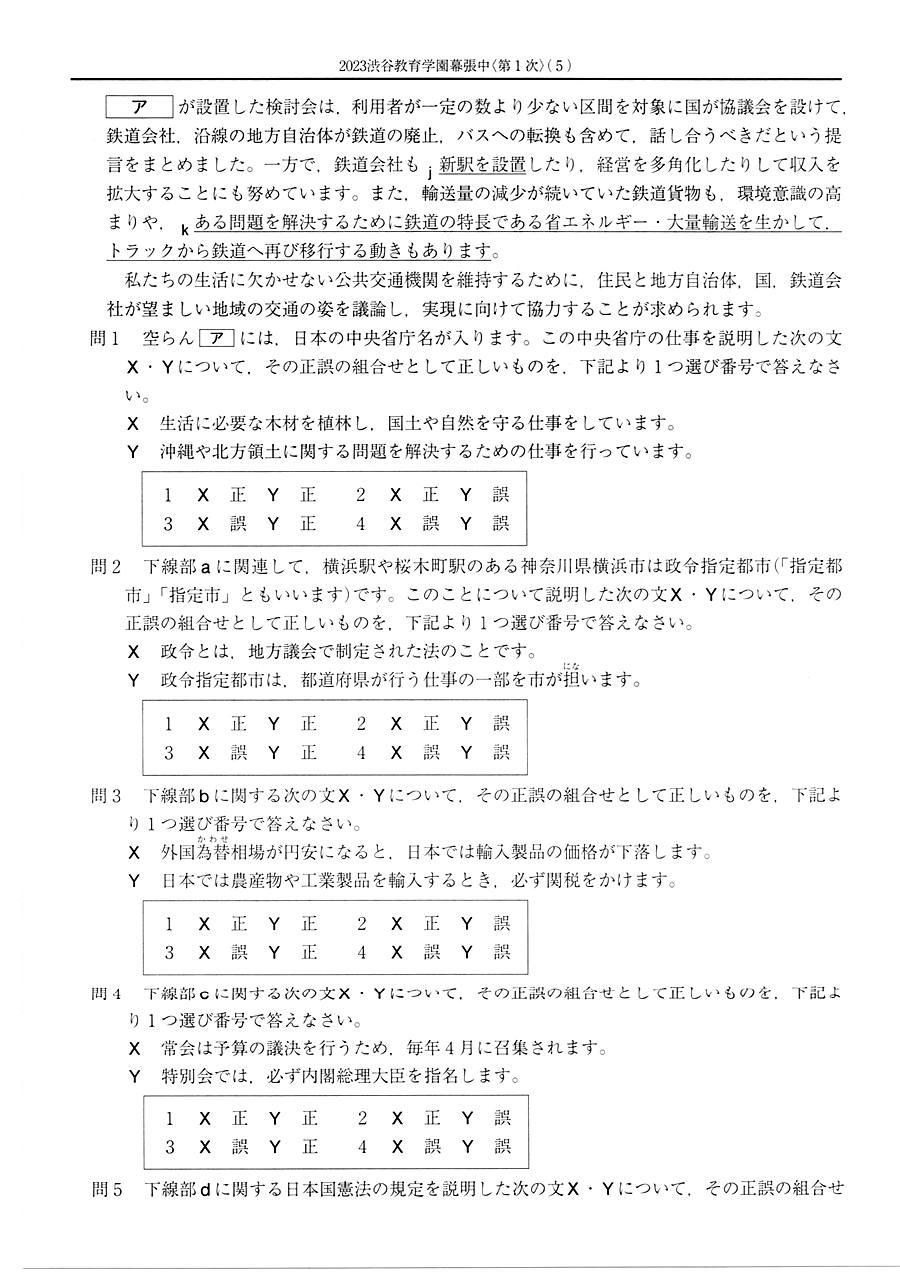 2023渋谷教育学園幕張中〈第1次〉(5)
ア が設置した検討会は，利用者が一定の数より少ない区間を対象に国が協議会を設けて，
鉄道会社，沿線の地方自治体が鉄道の廃止，バスへの転換も含めて，話し合うべきだという提
言をまとめました。一方で，鉄道会社も j 新駅を設置したり，経営を多角化したりして収入を
拡大することにも努めています。また，輸送量の減少が続いていた鉄道貨物も，環境意識の高
まりや， k ある問題を解決するために鉄道の特長である省エネルギー・大量輸送を生かして，
トラックから鉄道へ再び移行する動きもあります。
私たちの生活に欠かせない公共交通機関を維持するために，住民と地方自治体，国，鉄道会
社が望ましい地域の交通の姿を議論し，実現に向けて協力することが求められます。
問1 空らん ア には，日本の中央省庁名が入ります。この中央省庁の仕事を説明した次の文
X・Yについて，その正誤の組合せとして正しいものを，下記より1つ選び番号で答えなさ
い。
X 生活に必要な木材を植林し，国土や自然を守る仕事をしています。
Y 沖縄や北方領土に関する問題を解決するための仕事を行っています。
1 X 正 Y 正 2 X 正 Y 誤
3 X 誤 Y 正 4 X 誤 Y 誤
問2 下線部aに関連して，横浜駅や桜木町駅のある神奈川県横浜市は政令指定都市(「指定都
市」「指定市」ともいいます)です。このことについて説明した次の文X・Yについて，その
正誤の組合せとして正しいものを，下記より1つ選び番号で答えなさい。
X 政令とは，地方議会で制定された法のことです。
にな
Y 政令指定都市は，都道府県が行う仕事の一部を市が担います。
1 X 正 Y 正 2 X 正 Y 誤
3 X 誤 Y 正 4 X 誤 Y 誤
問3 下線部bに関する次の文X・Yについて，その正誤の組合せとして正しいものを，下記よ
り1つ選び番号で答えなさい。
かわせ
X 外国為替相場が円安になると，日本では輸入製品の価格が下落します。
Y 日本では農産物や工業製品を輸入するとき，必ず関税をかけます。
1 X 正 Y 正 2 X 正 Y 誤
3 X 誤 Y 正 4 X 誤 Y 誤
問4 下線部cに関する次の文X・Yについて，その正誤の組合せとして正しいものを，下記よ
り1つ選び番号で答えなさい。
X 常会は予算の議決を行うため，毎年4月に召集されます。
Y 特別会では，必ず内閣総理大臣を指名します。
1 X 正 Y 正 2 X 正 Y 誤
3 X 誤 Y 正 4 X 誤 Y 誤
問5 下線部dに関する日本国憲法の規定を説明した次の文X・Yについて，その正誤の組合せ